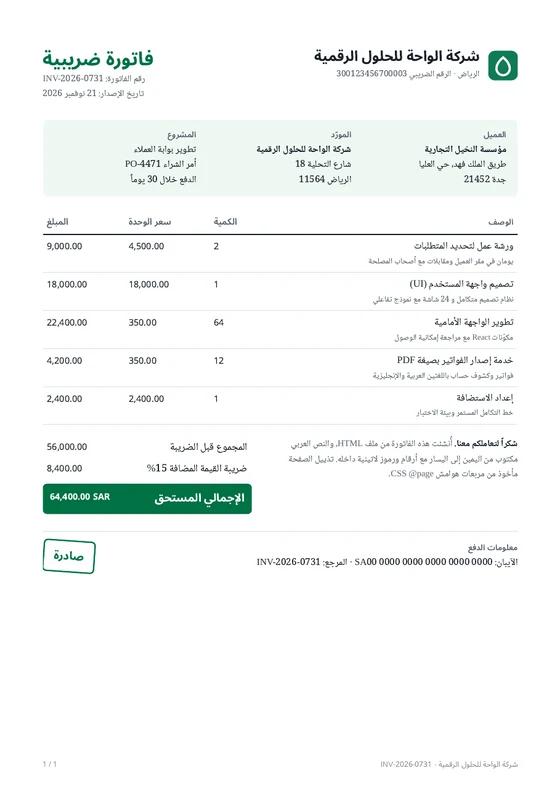 شركة الواحة للحلول الرقمية
الرياض · الرقم الضريبي 300123456700003
فاتورة ضريبية
رقم الفاتورة: INV-2026-0731
تاريخ الإصدار: 21 نوفمبر 2026
العميل
مؤسسة النخيل التجارية
طريق الملك فهد، حي العليا
جدة 21452
المورّد
شركة الواحة للحلول الرقمية
شارع التحلية 18
الرياض 11564
المشروع
تطوير بوابة العملاء
أمر الشراء PO-4471
الدفع خلال 30 يوماً
الوصف الكمية سعر الوحدة المبلغ
ورشة عمل لتحديد المتطلبات 2 4,500.00 9,000.00
يومان في مقر العميل ومقابلات مع أصحاب المصلحة
تصميم واجهة المستخدم (UI) 1 18,000.00 18,000.00
نظام تصميم متكامل و 24 شاشة مع نموذج تفاعلي
تطوير الواجهة الأمامية 64 350.00 22,400.00
مكوّنات React مع مراجعة إمكانية الوصول
خدمة إصدار الفواتير بصيغة PDF 12 350.00 4,200.00
فواتير وكشوف حساب باللغتين العربية والإنجليزية
إعداد الاستضافة 1 2,400.00 2,400.00
خط التكامل المستمر وبيئة الاختبار
شكراً لتعاملكم معنا. أُنشئت هذه الفاتورة من ملف HTML، والنص العربي
مكتوب من اليمين إلى اليسار مع أرقام ورموز لاتينية داخله. تذييل الصفحة
مأخوذ من مربعات هوامش CSS @page.
المجموع قبل الضريبة 56,000.00
ضريبة القيمة المضافة 15% 8,400.00
الإجمالي المستحق 64,400.00 SAR
معلومات الدفع
الآيبان: SA00 0000 0000 0000 0000 0000 · المرجع: INV-2026-0731
صادرة
شركة الواحة للحلول الرقمية · INV-2026-0731
1 / 1